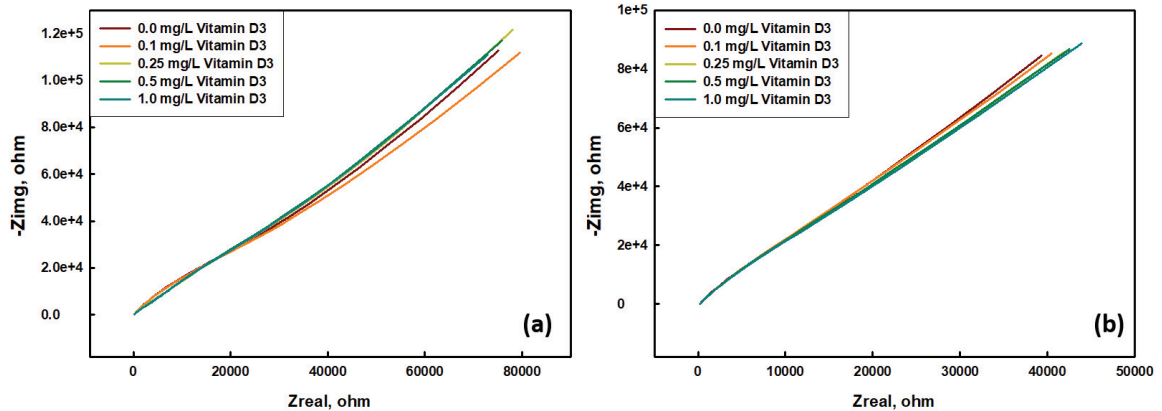 0.0 mg/L Vitamin D3
0.1 mg/L Vitamin D3
0.25 mg/L Vitamin D3
0.5 mg/L Vitamin D3
1.0 mg/L Vitamin D3
1.2e+5
1.0e+5
8.0e+4
6.0e+4
4.0e+4
2.0e+4
0.0
-Zimg, ohm
(a)
0
20000
40000
60000
80000
Zreal, ohm
0.0 mg/L Vitamin D3
0.1 mg/L Vitamin D3
0.25 mg/L Vitamin D3
0.5 mg/L Vitamin D3
1.0 mg/L Vitamin D3
1e+5
8e+4
6e+4
4e+4
2e+4
0
-Zimg, ohm
(b)
0
10000
20000
30000
40000
50000
Zreal, ohm